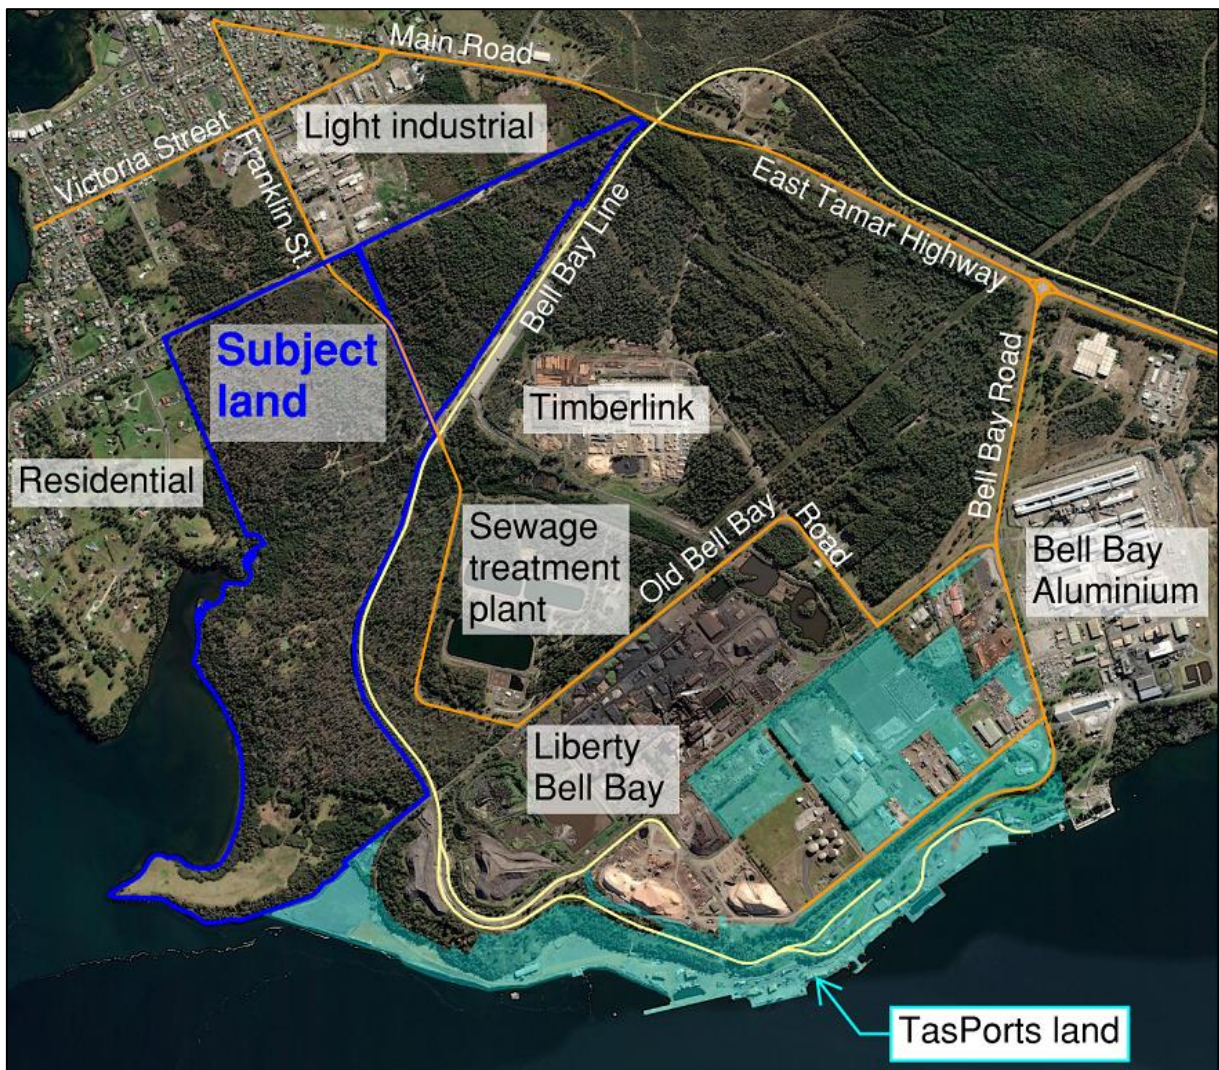 Main Road
Light industrial
Victoria Street
Franklin St.
East Tamar Highway
Bell Bay Line
Subject
land
Timberlink
Bell Bay Road
Residential
Sewage
treatment
plant
Old Bell Bay
Road
Bell Bay
Aluminium
Liberty
Bell Bay
TasPorts land